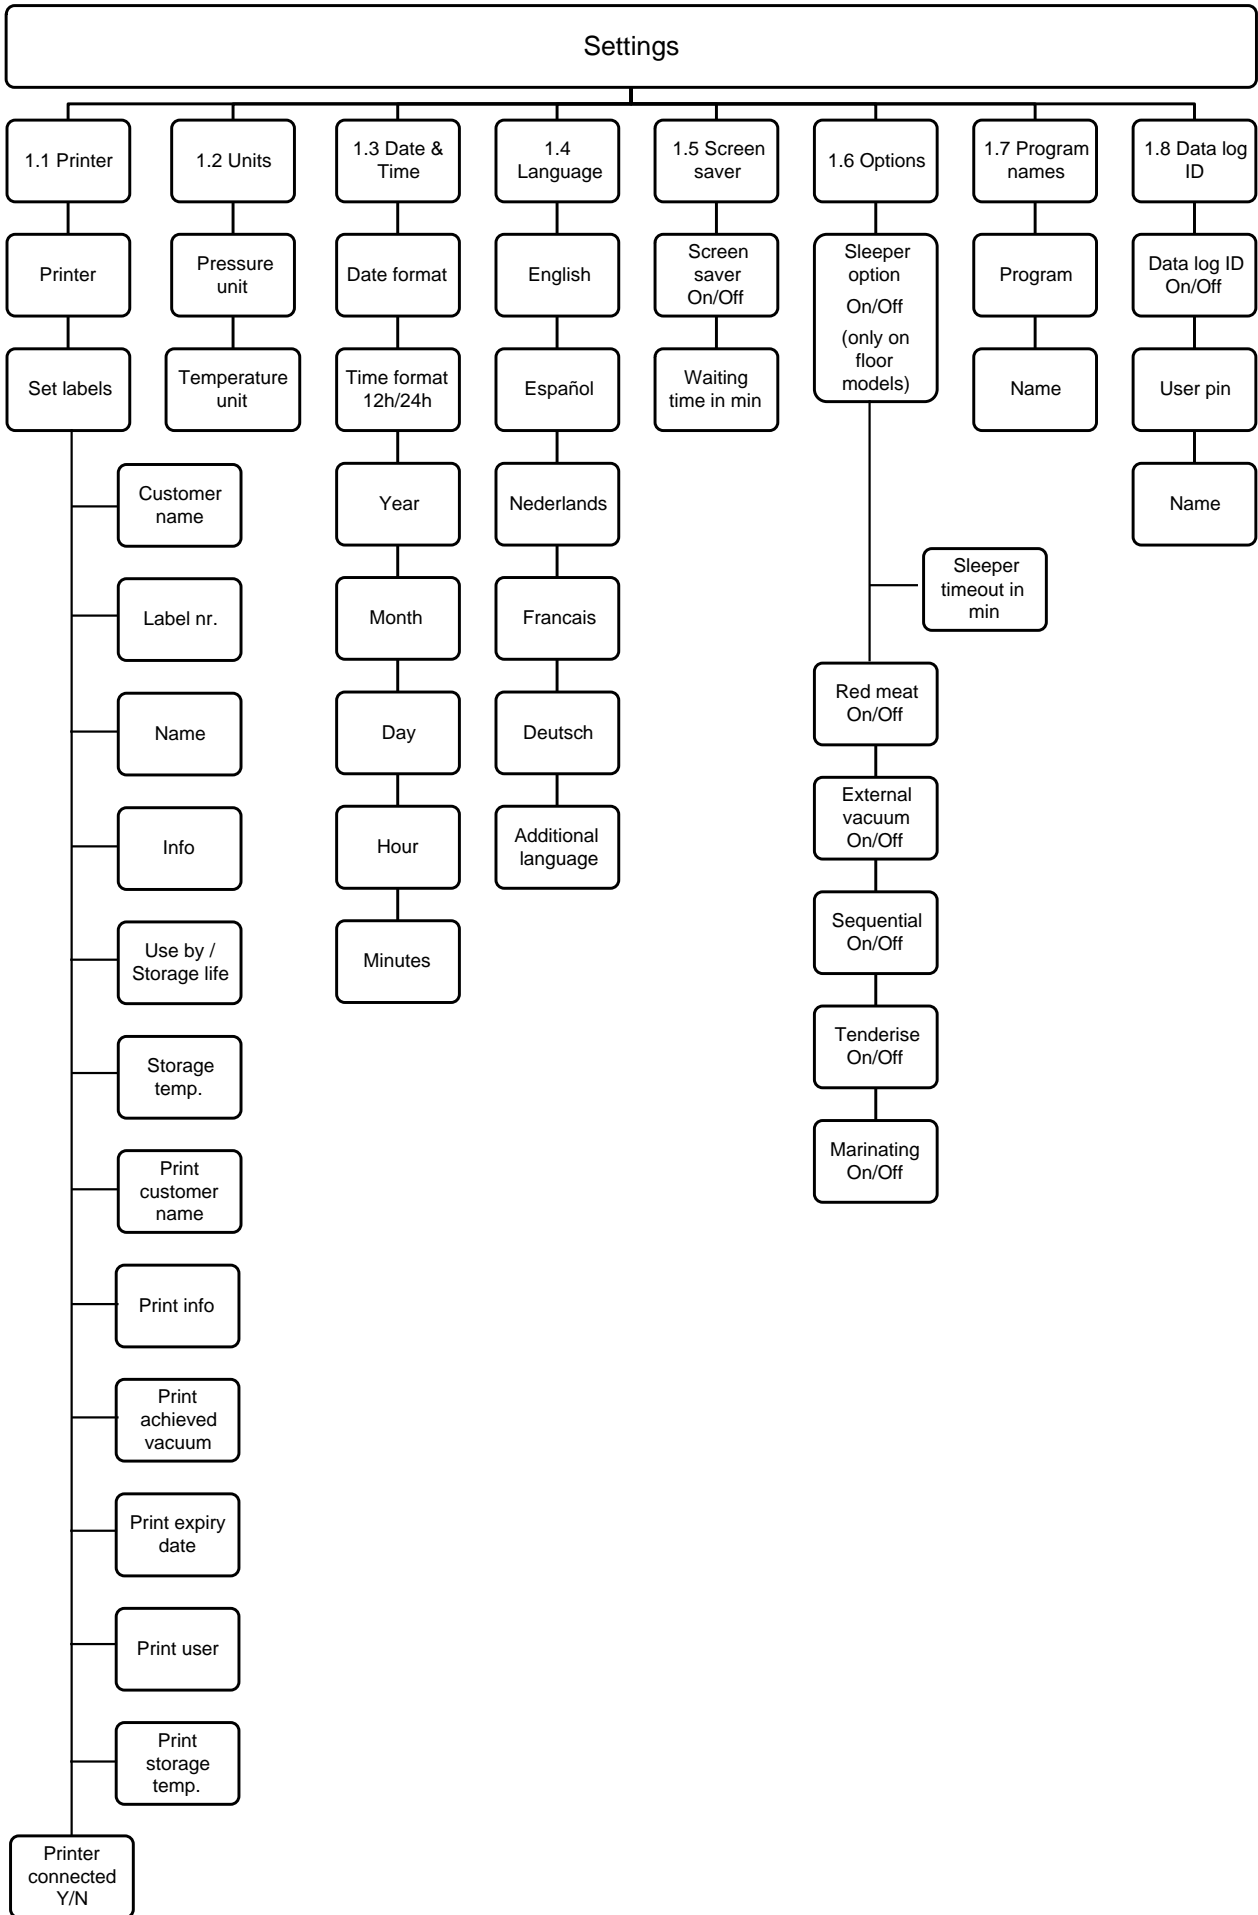 Settings
1.1 Printer
Printer
Set labels
Customer
name
Label nr.
Name
Info
Use by /
Storage life
Storage
temp.
Print
customer
name
Print info
Print
achieved
vacuum
Print expiry
date
Print user
Print
storage
temp.
Printer
connected
Y/N
1.2 Units
Pressure
unit
Temperature
unit
1.3 Date &
Time
Date format
Time format
12h/24h
Year
Month
Day
Hour
Minutes
1.4
Language
English
Español
Nederlands
Francais
Deutsch
Additional
language
1.5 Screen
saver
Screen
saver
On/Off
Waiting
time in min
1.6 Options
Sleeper
option
On/Off
(only on
floor
models)
Sleeper
timeout in
min
Red meat
On/Off
External
vacuum
On/Off
Sequential
On/Off
Tenderise
On/Off
Marinating
On/Off
1.7 Program
names
Program
Name
1.8 Data log
ID
Data log ID
On/Off
User pin
Name